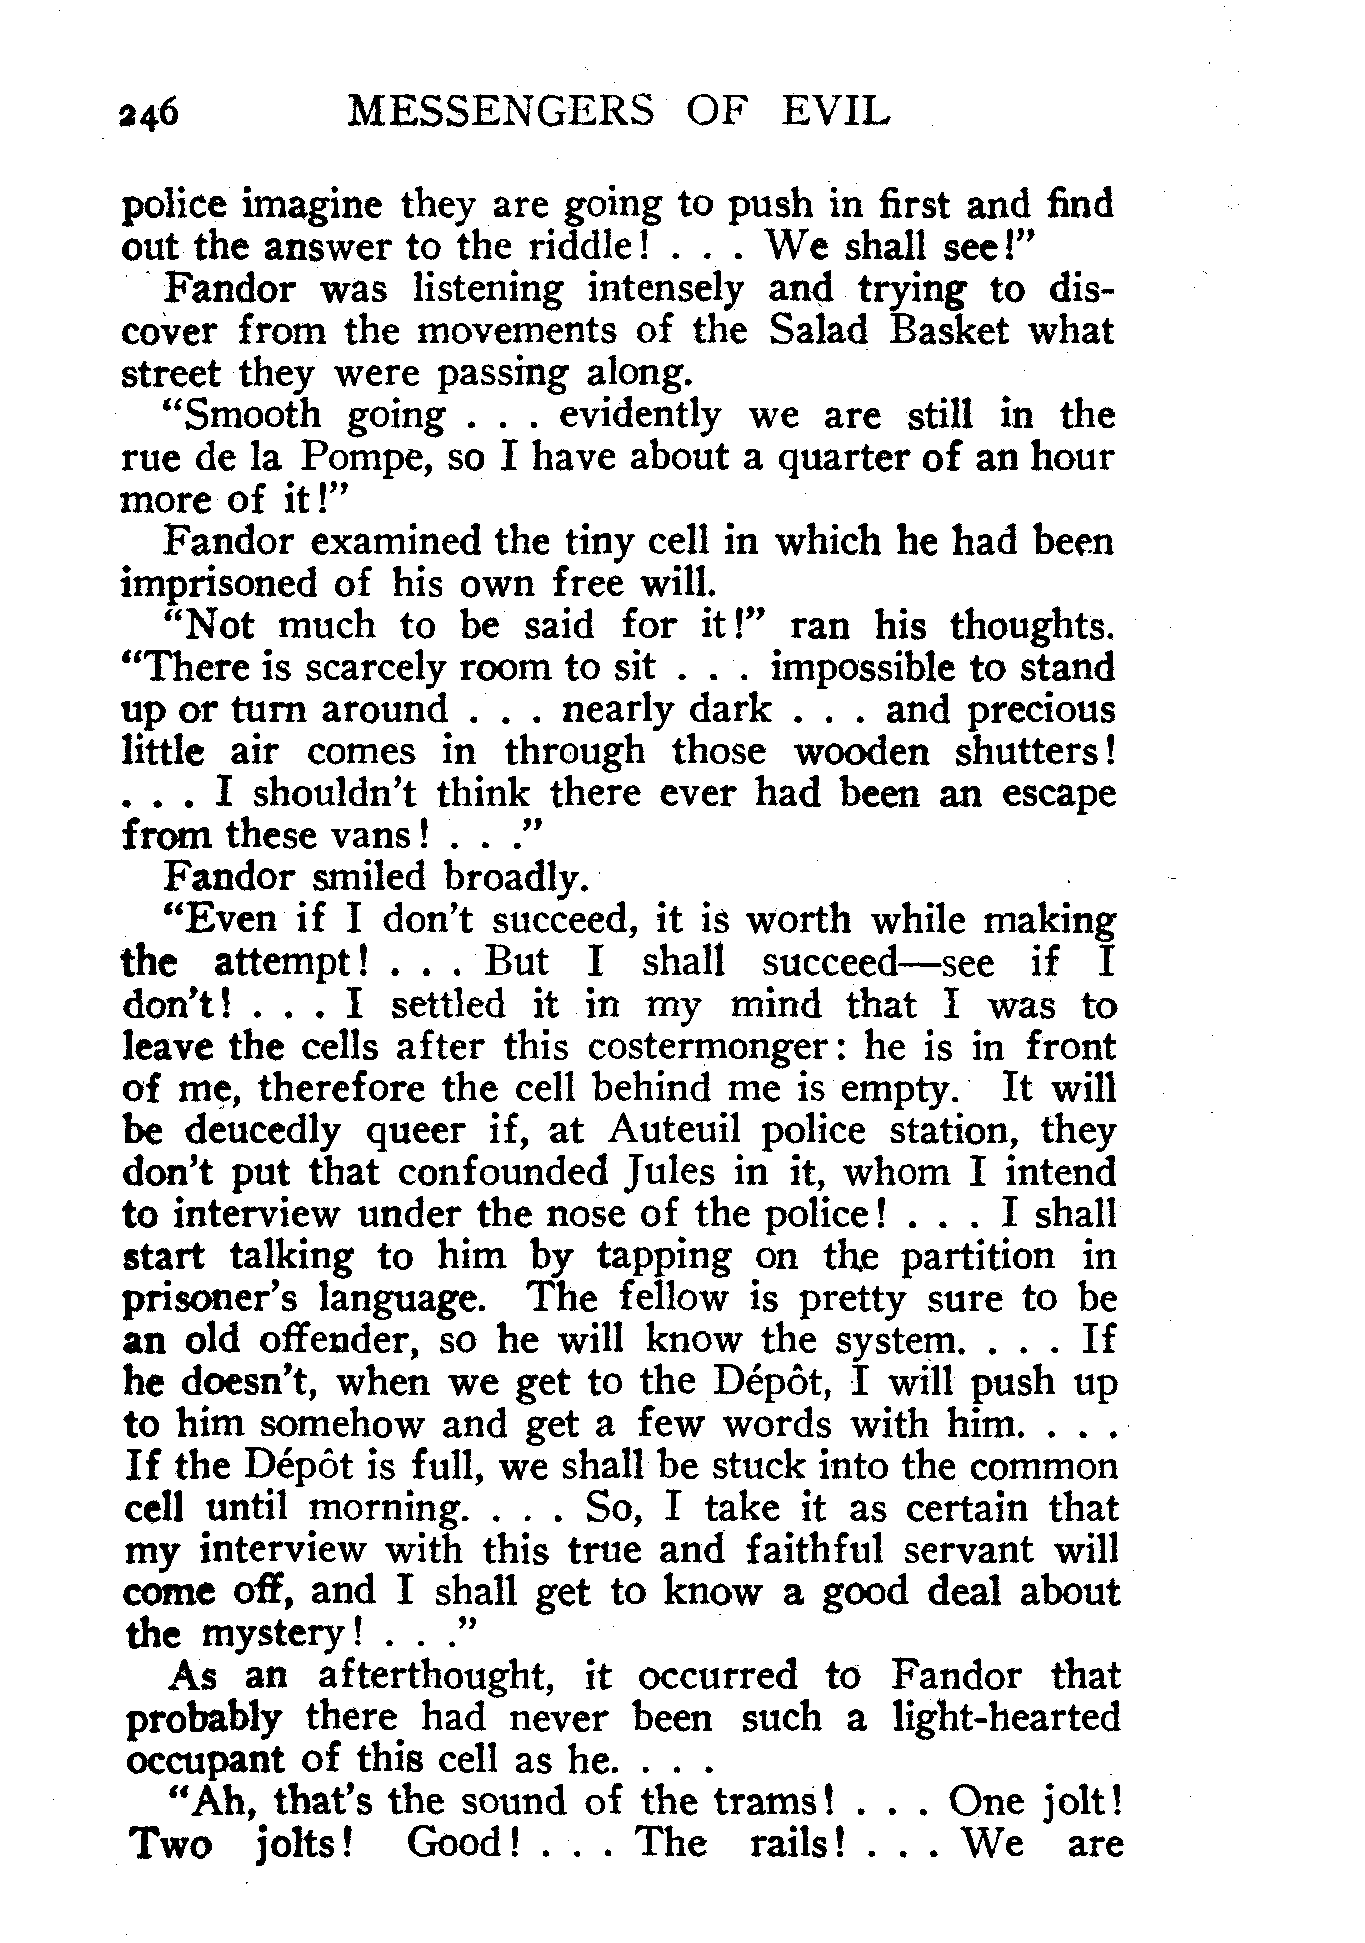 246 MESSENGERS OF EVIL
police imagine they are going to push in first and find
out the answer to the riddle! . . . We shall see!”
Fandor was listening intensely and trying to dis-
cover from the movements of the Salad Basket what
street they were passing along.
“Smooth going . . . evidently we are still in the
rue de la Pompe, so I have about a quarter of an hour
more of it!”
Fandor examined the tiny cell in which he had been
imprisoned of his own free will.
“Not much to be said for it!” ran his thoughts.
“There is scarcely room to sit . . . impossible to stand
up or turn around . . . nearly dark . . . and precious
little air comes in through those wooden shutters!
. . . I shouldn't think there ever had been an escape
from these vans! . . .”
Fandor smiled broadly.
“Even if I don't succeed, it is worth while making
the attempt! . . . But I shall succeed—see if I
don't! . . . I settled it in my mind that I was to
leave the cells after this costermonger: he is in front
of me, therefore the cell behind me is empty. It will
be deucedly queer if, at Auteuil police station, they
don't put that confounded Jules in it, whom I intend
to interview under the nose of the police! . . . I shall
start talking to him by tapping on the partition in
prisoner's language. The fellow is pretty sure to be
an old offender, so he will know the system. . . . If
he doesn't, when we get to the Dépôt, I will push up
to him somehow and get a few words with him. . . .
If the Dépôt is full, we shall be stuck into the common
cell until morning. . . . So, I take it as certain that
my interview with this true and faithful servant will
come off, and I shall get to know a good deal about
the mystery! . . .”
As an afterthought, it occurred to Fandor that
probably there had never been such a light-hearted
occupant of this cell as he. . . .
“Ah, that's the sound of the trams! . . . One jolt!
Two jolts! Good! . . . The rails! . . . We are